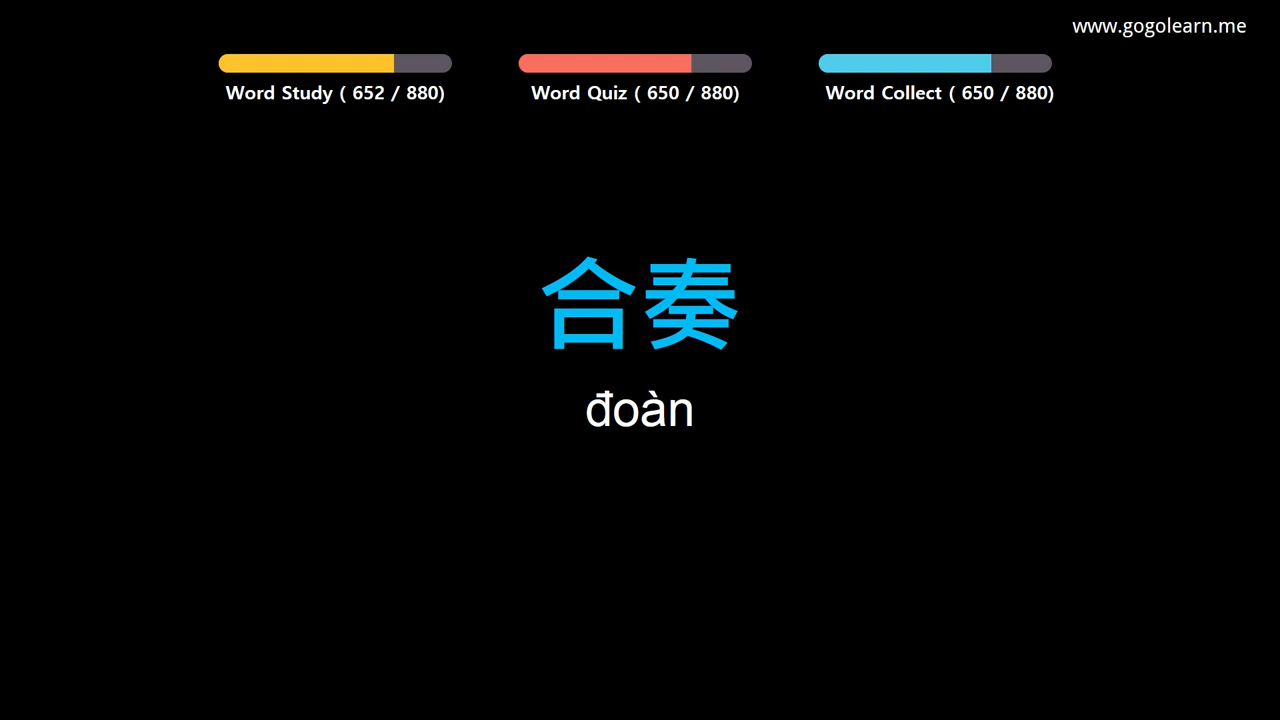 www.gogolearn.me
Word Study ( 652 / 880)
Word Quiz ( 650 / 880)
Word Collect ( 650 / 880)
合奏
đoàn